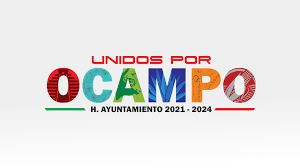 UNIDOS POR
OCAMPO
H. AYUNTAMIENTO 2021 - 2024